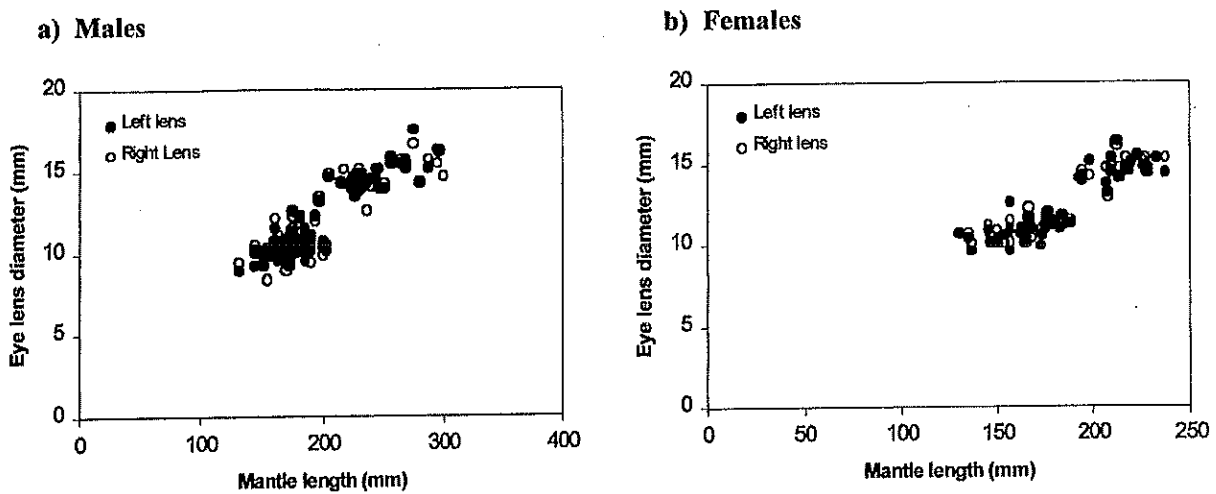 a) Males
20
15
10
5
0
Eye lens diameter (mm)
Left lens
Right Lens
0 100 200 300 400
Mantle length (mm)
b) Females
20
15
10
5
0
Eye lens diameter (mm)
Left lens
Right lens
0 50 100 150 200 250
Mantle length (mm)